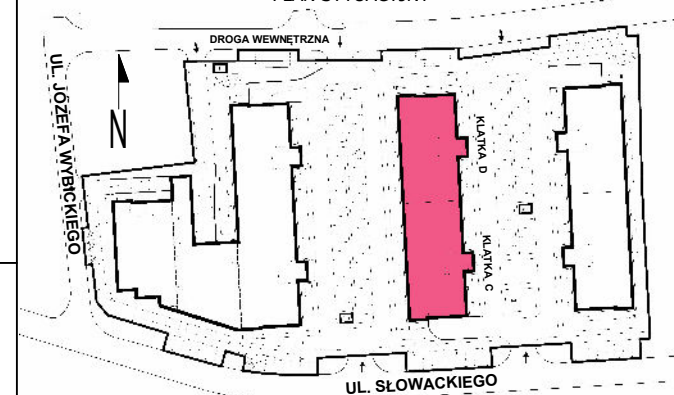 DROGA WEWNĘTRZNA
UL. JÓZEFA WYBICKIEGO
N
KLATKA D
KLATKA C
UL. SŁOWACKIEGO